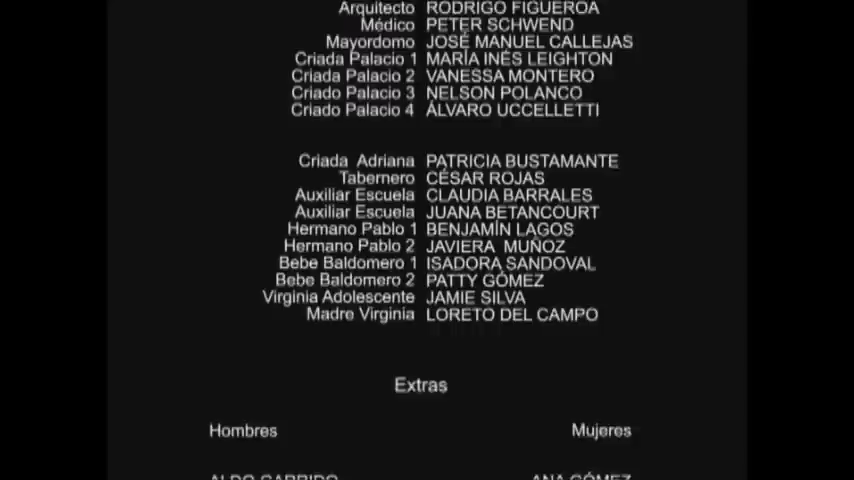 Arquitecto RODRIGO FIGUEROA
Médico PETER SCHWEND
Mayordomo JOSÉ MANUEL CALLEJAS
Criada Palacio 1 MARÍA INÉS LEIGHTON
Criada Palacio 2 VANESSA MONTERO
Criado Palacio 3 NELSON POLANCO
Criado Palacio 4 ÁLVARO UCCELLETTI
Criada Adriana PATRICIA BUSTAMANTE
Tabernero CÉSAR ROJAS
Auxiliar Escuela CLAUDIA BARRALES
Auxiliar Escuela JUANA BETANCOURT
Hermano Pablo 1 BENJAMÍN LAGOS
Hermano Pablo 2 JAVIERA MUÑOZ
Bebe Baldomero 1 ISADORA SANDOVAL
Bebe Baldomero 2 PATTY GÓMEZ
Virginia Adolescente JAMIE SILVA
Madre Virginia LORETO DEL CAMPO
Extras
Hombres Mujeres
ALDO GARRIDO ANA GÓMEZ